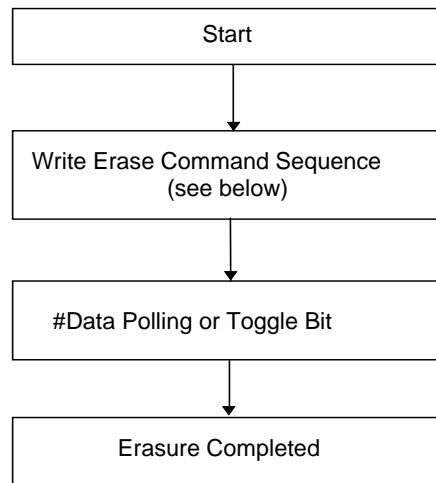 Start
Write Erase Command Sequence
(see below)
#Data Polling or Toggle Bit
Erasure Completed